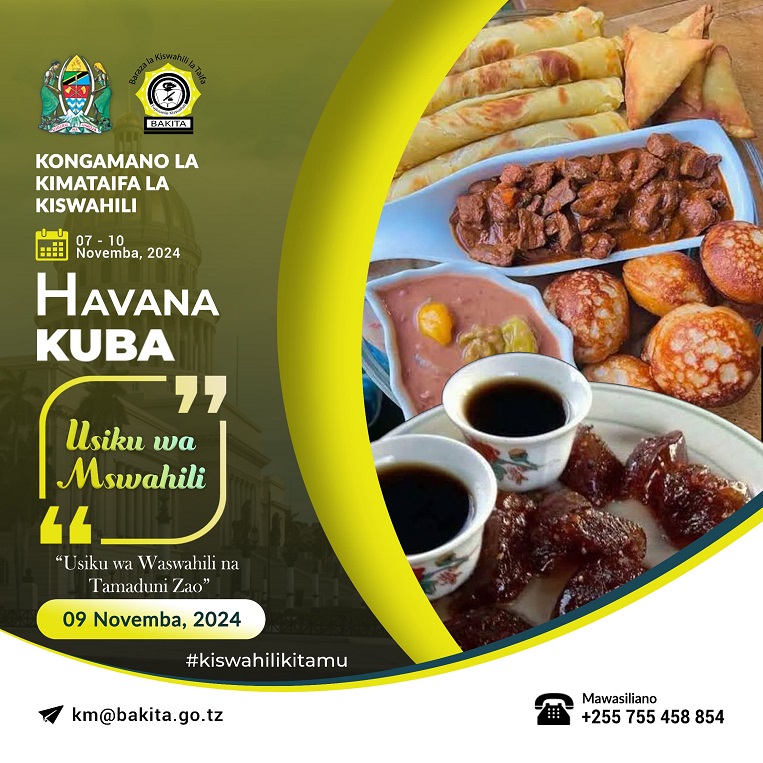 Baraza la Kiswahili la Taifa
BAKITA
KONGAMANO LA
KIMATAIFA LA
KISWAHILI
07 - 10
Novemba, 2024
HAVANA
KUBA
”
Usiku wa
Mswahili
“
“Usiku wa Waswahili na
Tamaduni Zao”
09 Novemba, 2024
#kiswahilikitamu
km@bakita.go.tz
Mawasiliano
+255 755 458 854